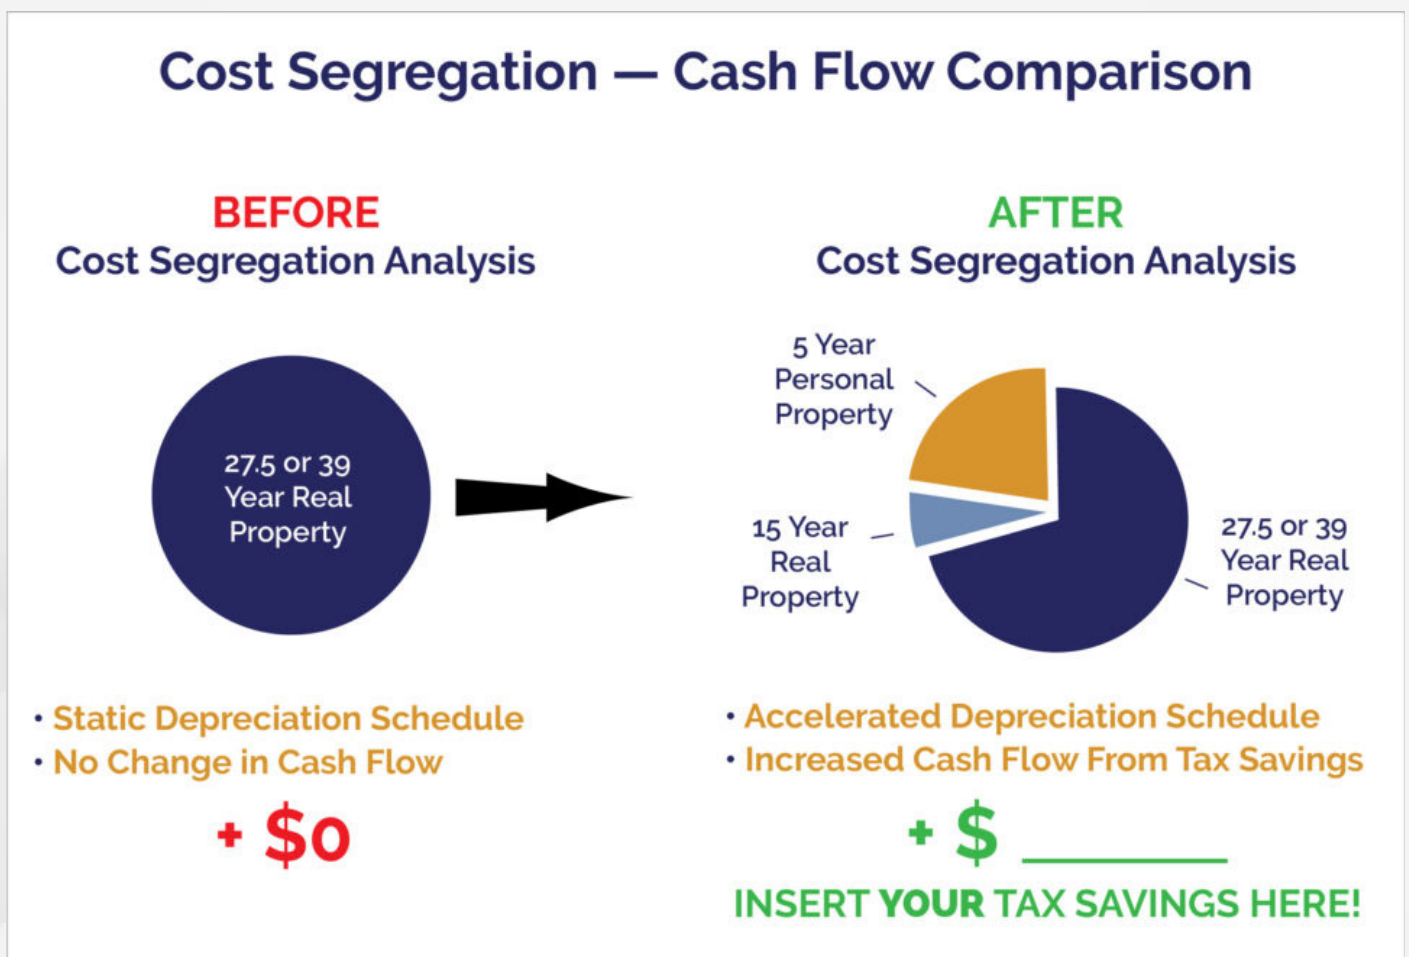 Cost Segregation — Cash Flow Comparison
BEFORE
Cost Segregation Analysis
27.5 or 39
Year Real
Property
• Static Depreciation Schedule
• No Change in Cash Flow
+ $0
AFTER
Cost Segregation Analysis
5 Year
Personal
Property
15 Year
Real
Property
27.5 or 39
Year Real
Property
• Accelerated Depreciation Schedule
• Increased Cash Flow From Tax Savings
+ $ ________
INSERT YOUR TAX SAVINGS HERE!